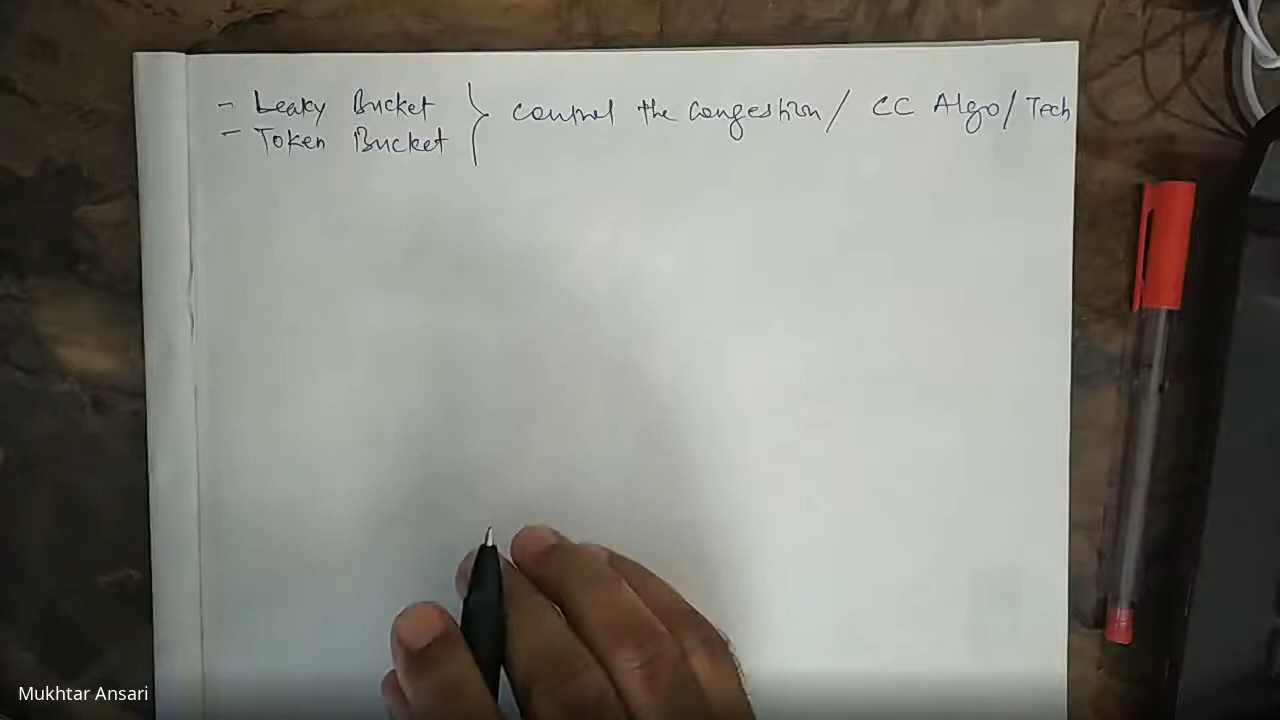 - Leaky Bucket } control the congestion / CC Algo / Tech
- Token Bucket
Mukhtar Ansari